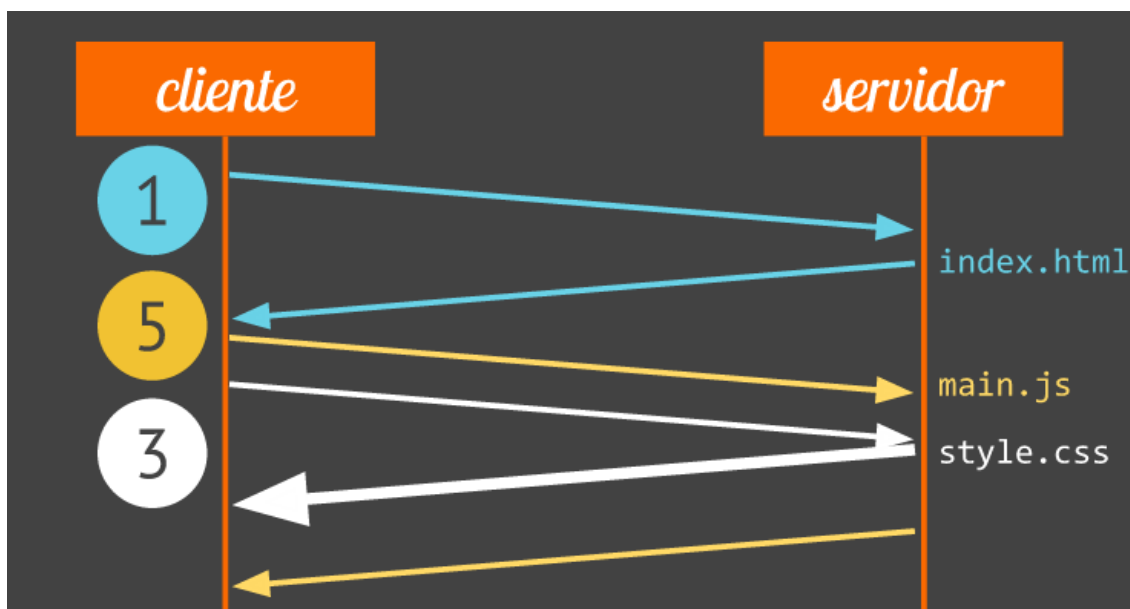 cliente
servidor
1
index.html
5
main.js
3
style.css